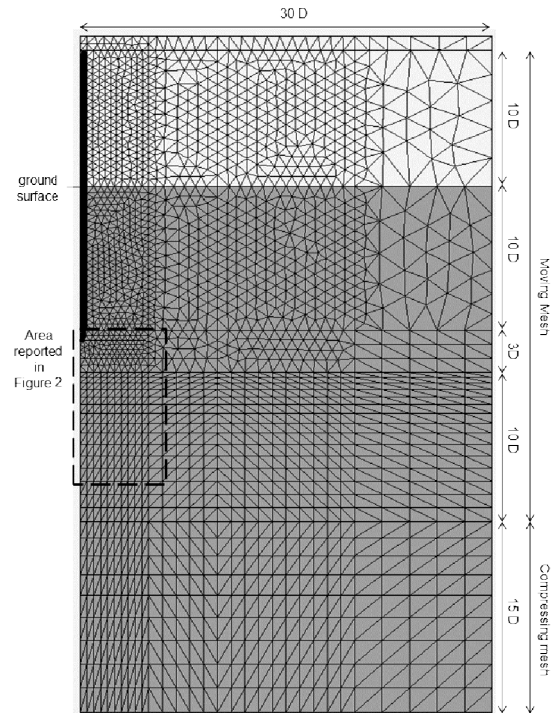 30 D
10 D
ground
surface
10 D
Moving Mesh
Area
reported
in
Figure 2
3D
10 D
15 D
Compressing mesh